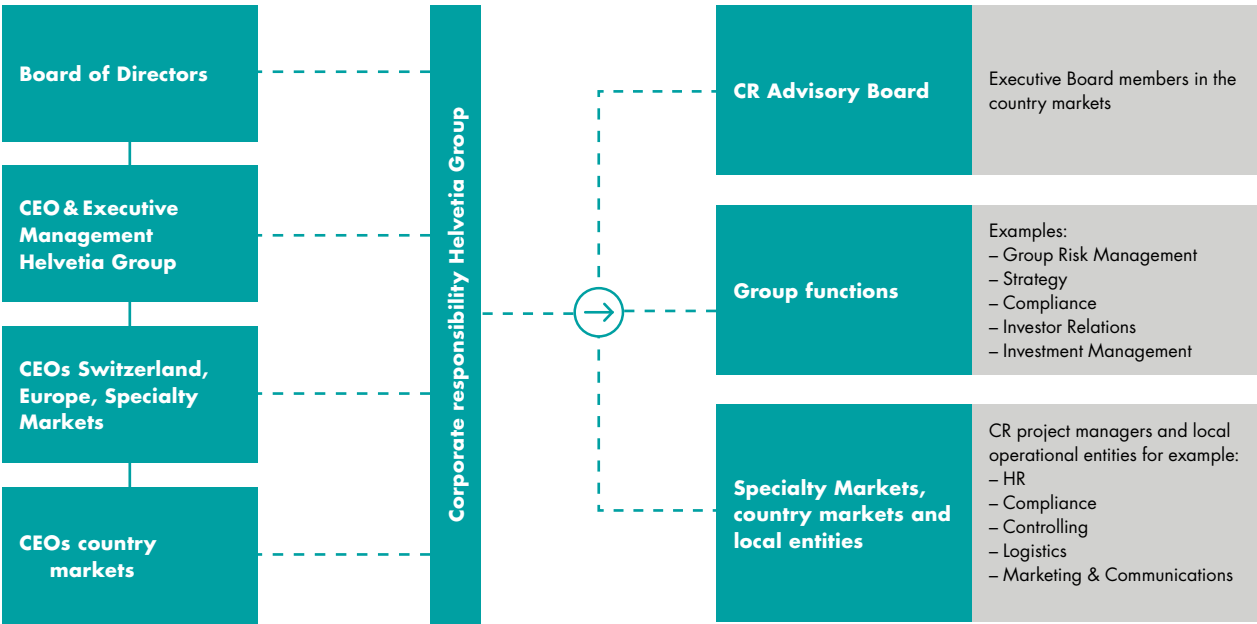 Board of Directors
CEO & Executive
Management
Helvetia Group
CEOs Switzerland,
Europe, Specialty
Markets
CEOs country
markets
Corporate responsibility Helvetia Group
CR Advisory Board
Executive Board members in the
country markets
Group functions
Examples:
– Group Risk Management
– Strategy
– Compliance
– Investor Relations
– Investment Management
Specialty Markets,
country markets and
local entities
CR project managers and local
operational entities for example:
– HR
– Compliance
– Controlling
– Logistics
– Marketing & Communications